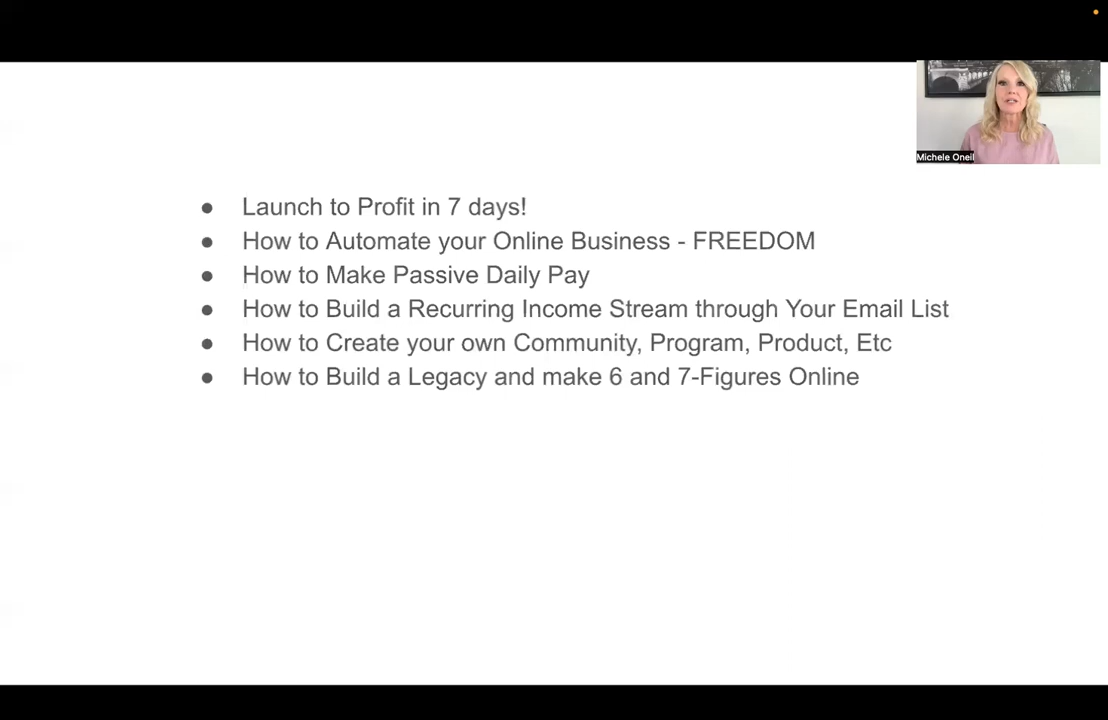 Michele Oneil
● Launch to Profit in 7 days!
● How to Automate your Online Business - FREEDOM
● How to Make Passive Daily Pay
● How to Build a Recurring Income Stream through Your Email List
● How to Create your own Community, Program, Product, Etc
● How to Build a Legacy and make 6 and 7-Figures Online